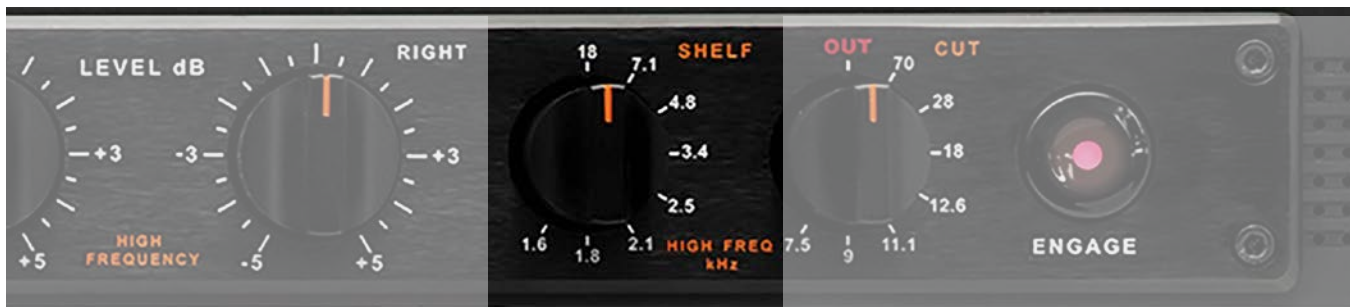 LEVEL dB
RIGHT
+3
-3
+3
HIGH
FREQUENCY
+5
-5
+5
18
SHELF
7.1
4.8
3.4
2.5
2.1
1.8
1.6
HIGH FREQ
kHz
OUT
CUT
70
28
18
12.6
11.1
9
7.5
ENGAGE